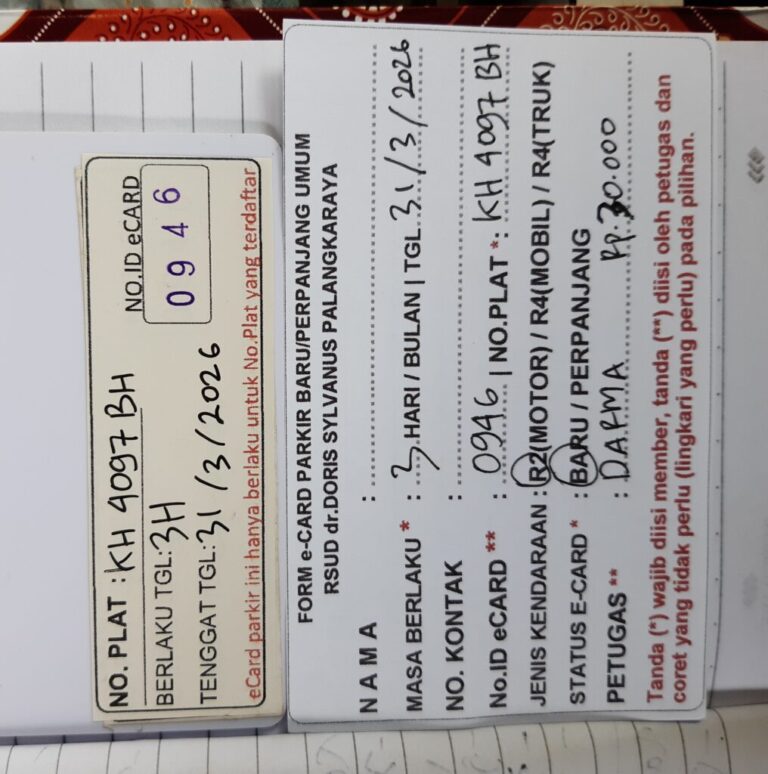 NO. PLAT : KH 4097 BH
BERLAKU TGL: 3H
NO.ID eCARD
TENGGAT TGL: 31/3/2026
0946
eCard parkir ini hanya berlaku untuk No.Plat yang terdaftar
FORM e-CARD PARKIR BARU/PERPANJANG UMUM
RSUD dr.DORIS SYLVANUS PALANGKARAYA
N A M A :
MASA BERLAKU * : 3 HARI / BULAN | TGL. 31/3/2026
NO. KONTAK :
No.ID eCARD ** : 0946 | NO.PLAT * : KH 4097 BH
JENIS KENDARAAN : R2(MOTOR) / R4(MOBIL) / R4(TRUK)
STATUS E-CARD * : BARU / PERPANJANG
PETUGAS ** : DARMA Rp. 30.000
Tanda (*) wajib diisi member, tanda (**) diisi oleh petugas dan
coret yang tidak perlu (lingkari yang perlu) pada pilihan.